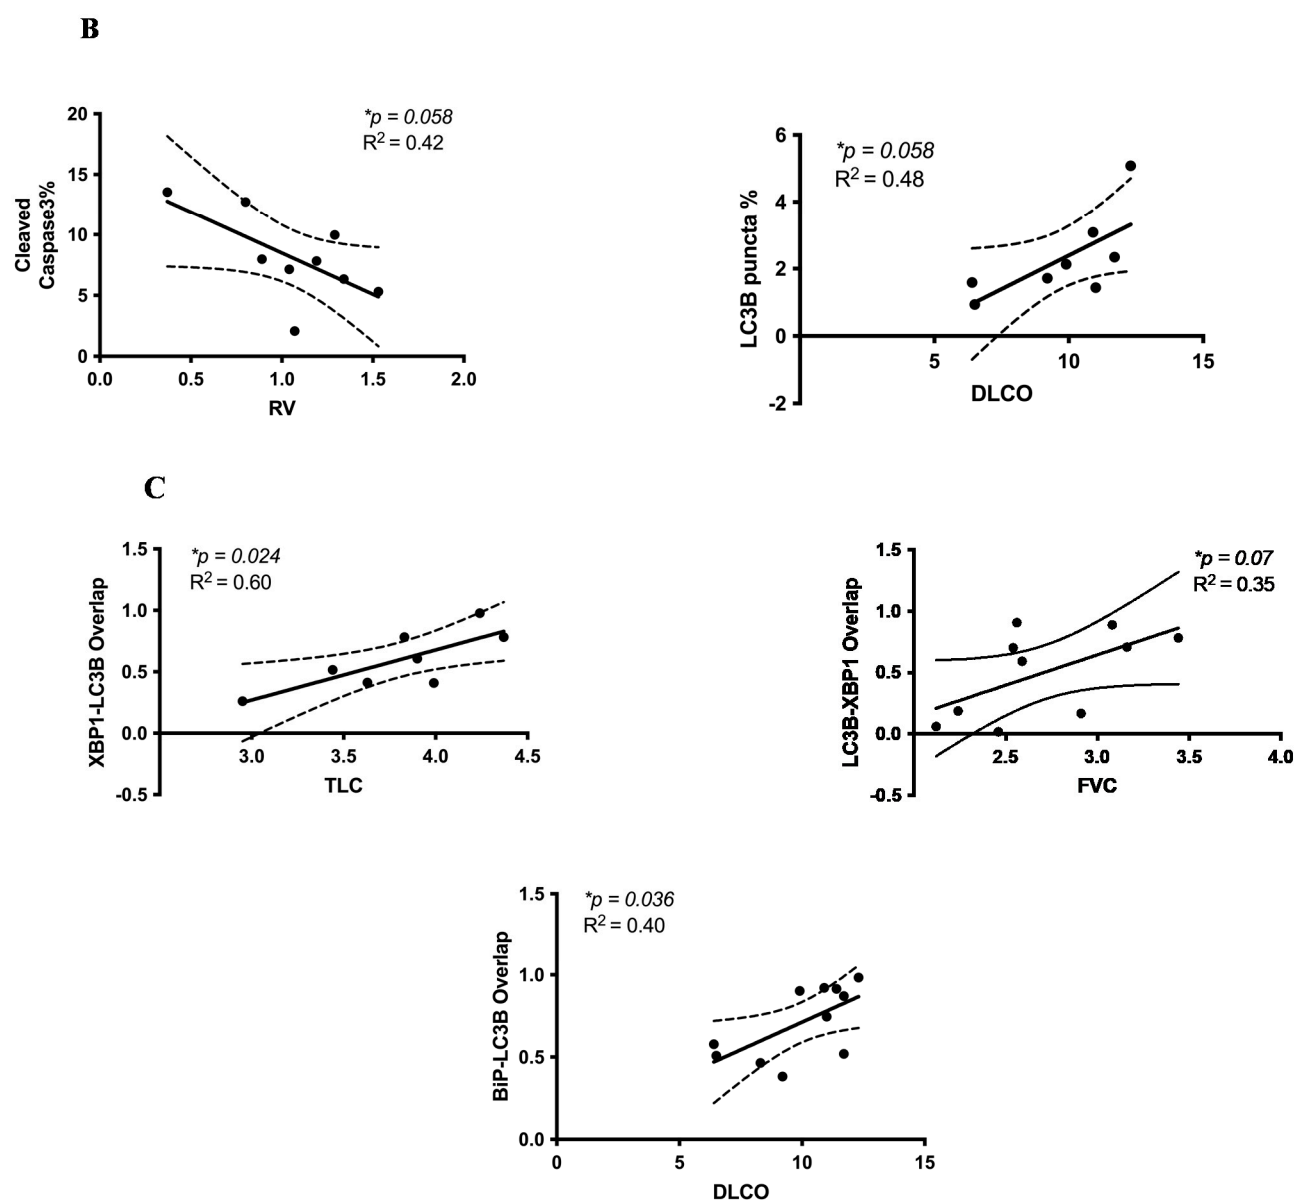 B
20
15
10
5
0
Cleaved
Caspase3%
*p = 0.058
R2 = 0.42
0.0 0.5 1.0 1.5 2.0
RV
6
4
2
0
-2
LC3B puncta %
*p = 0.058
R2 = 0.48
5 10 15
DLCO
C
1.5
1.0
0.5
0.0
-0.5
XBP1-LC3B Overlap
*p = 0.024
R2 = 0.60
3.0 3.5 4.0 4.5
TLC
1.5
1.0
0.5
0.0
-0.5
LC3B-XBP1 Overlap
*p = 0.07
R2 = 0.35
2.5 3.0 3.5 4.0
FVC
1.5
1.0
0.5
0.0
BiP-LC3B Overlap
*p = 0.036
R2 = 0.40
0 5 10 15
DLCO